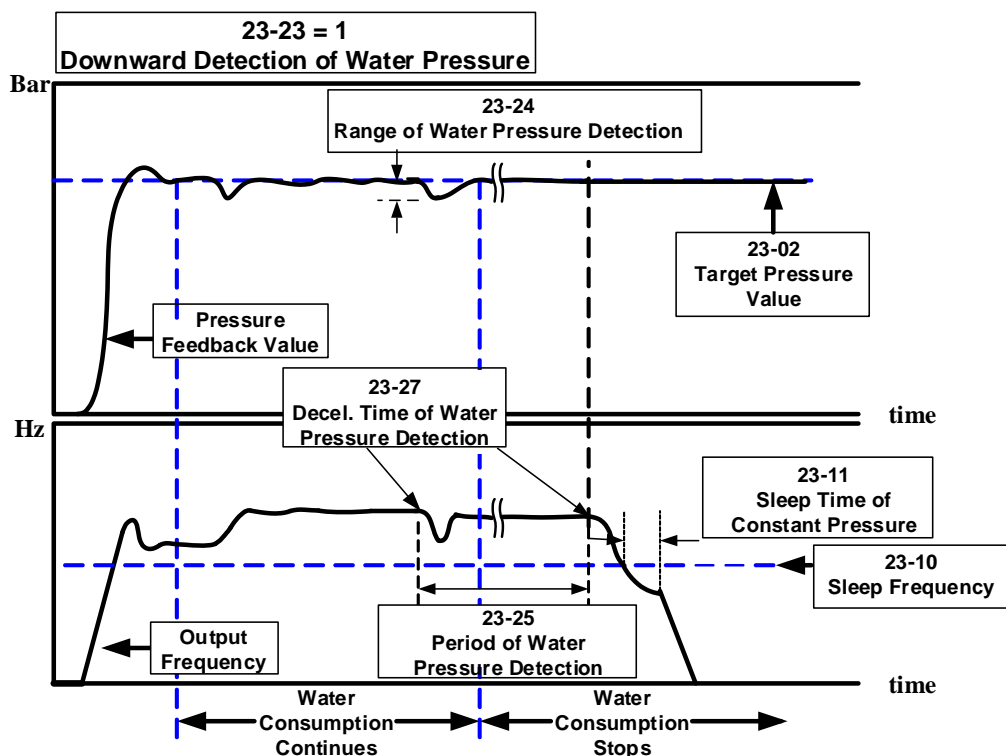 23-23 = 1
Downward Detection of Water Pressure
Bar
23-24
Range of Water Pressure Detection
23-02
Target Pressure
Value
Pressure
Feedback Value
23-27
Decel. Time of Water
Pressure Detection
time
Hz
23-11
Sleep Time of
Constant Pressure
23-10
Sleep Frequency
23-25
Period of Water
Pressure Detection
Output
Frequency
time
Water
Consumption
Continues
Water
Consumption
Stops